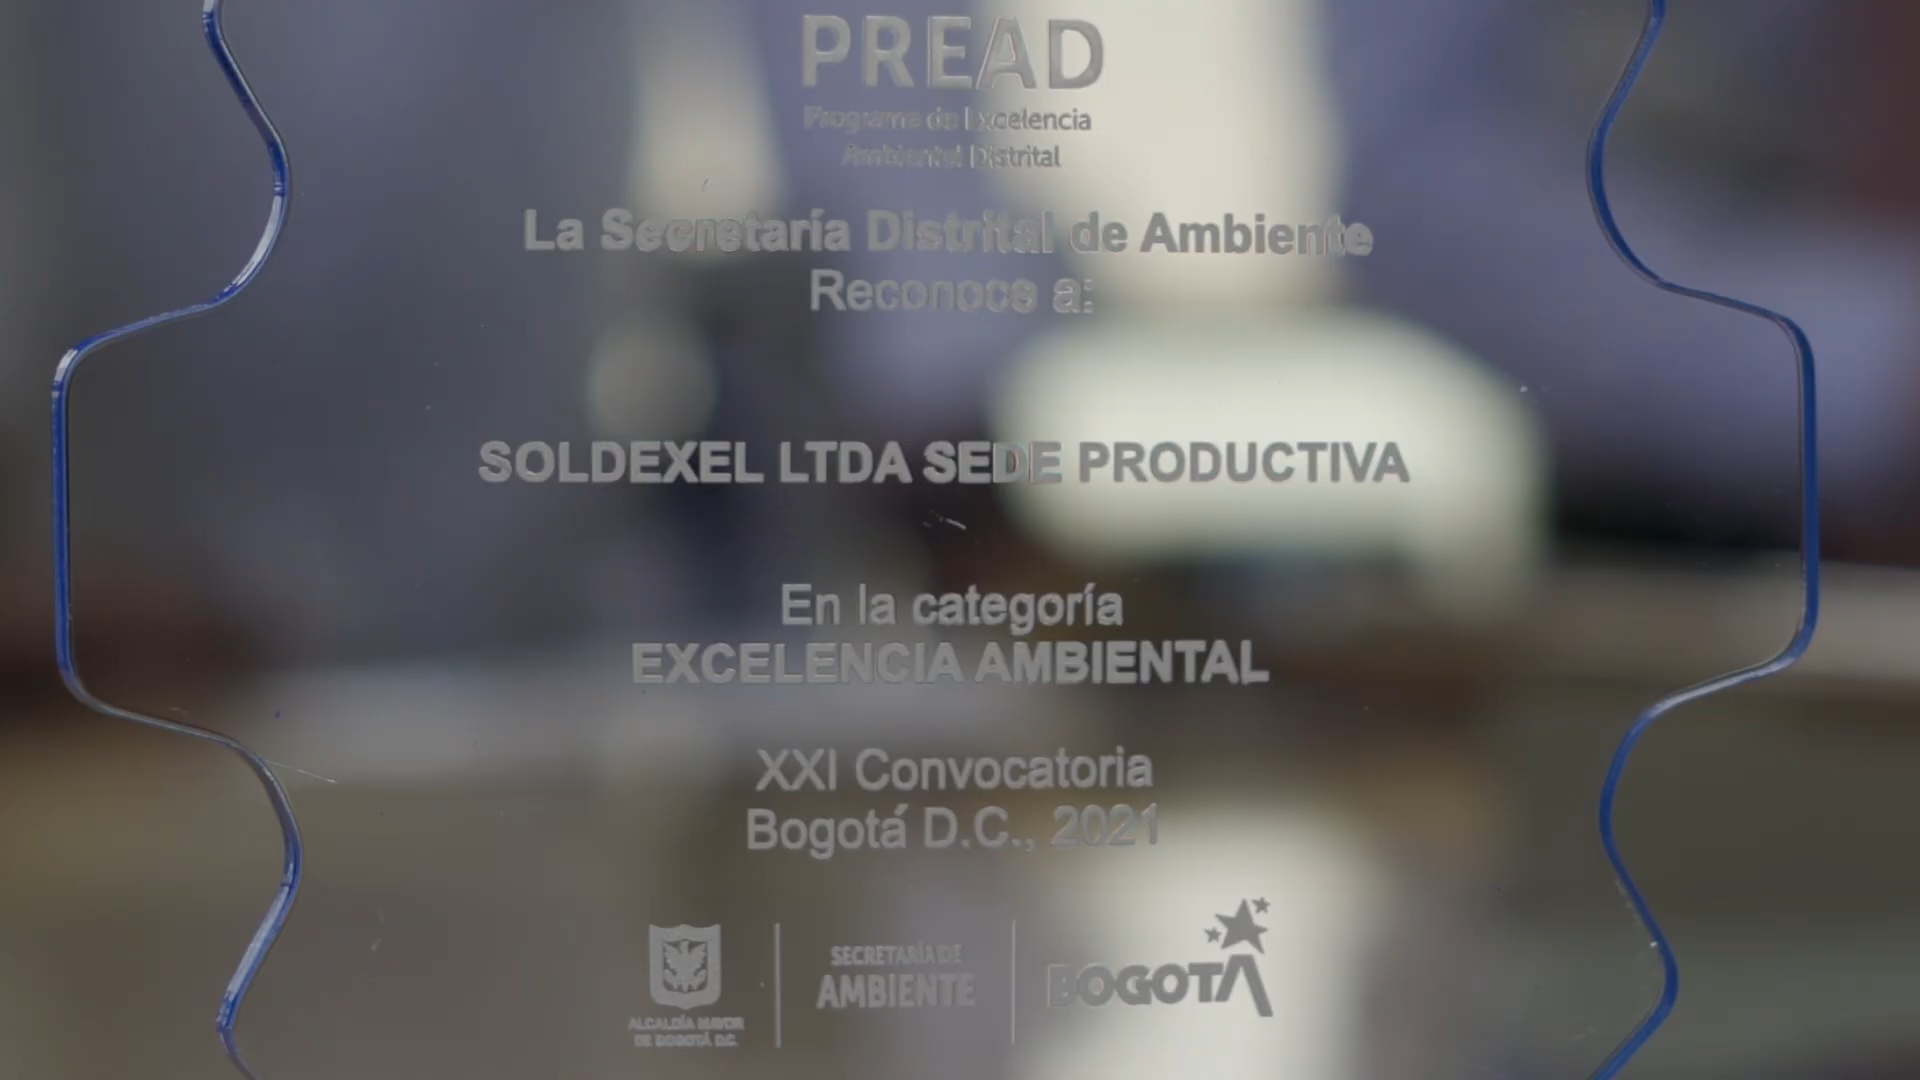 PREAD
Programa de Excelencia
Ambiental Distrital
La Secretaría Distrital de Ambiente
Reconoce a:
SOLDEXEL LTDA SEDE PRODUCTIVA
En la categoría
EXCELENCIA AMBIENTAL
XXI Convocatoria
Bogotá D.C., 2021
ALCALDÍA MAYOR
DE BOGOTÁ D.C.
SECRETARÍA DE
AMBIENTE
BOGOTÁ